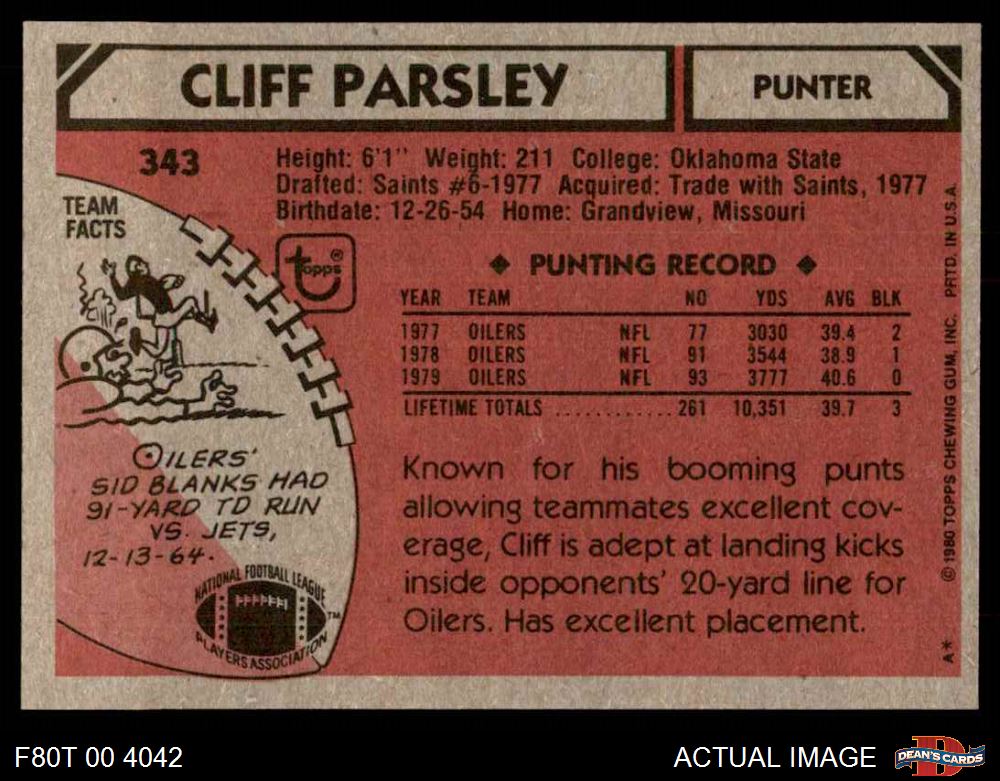 CLIFF PARSLEY
PUNTER
343
Height: 6'1" Weight: 211 College: Oklahoma State
Drafted: Saints #6-1977 Acquired: Trade with Saints, 1977
Birthdate: 12-26-54 Home: Grandview, Missouri
TEAM
FACTS
topps®
◆ PUNTING RECORD ◆
YEAR TEAM NO YDS AVG BLK
1977 OILERS NFL 77 3030 39.4 2
1978 OILERS NFL 91 3544 38.9 1
1979 OILERS NFL 93 3777 40.6 0
LIFETIME TOTALS ............ 261 10,351 39.7 3
OILERS'
SID BLANKS HAD
91-YARD TD RUN
VS. JETS,
12-13-64.
NATIONAL FOOTBALL LEAGUE
PLAYERS ASSOCIATION
™
Known for his booming punts
allowing teammates excellent cov-
erage, Cliff is adept at landing kicks
inside opponents' 20-yard line for
Oilers. Has excellent placement.
A* © 1980 TOPPS CHEWING GUM, INC. PRTD. IN U.S.A.
F80T 00 4042
ACTUAL IMAGE
D
DEAN'S CARDS